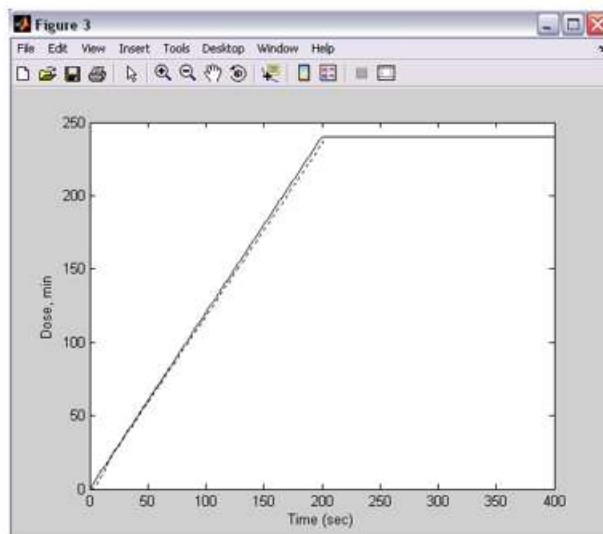 Figure 3
File Edit View Insert Tools Desktop Window Help
250
200
150
100
50
0
Dose, min
0 50 100 150 200 250 300 350 400
Time (sec)